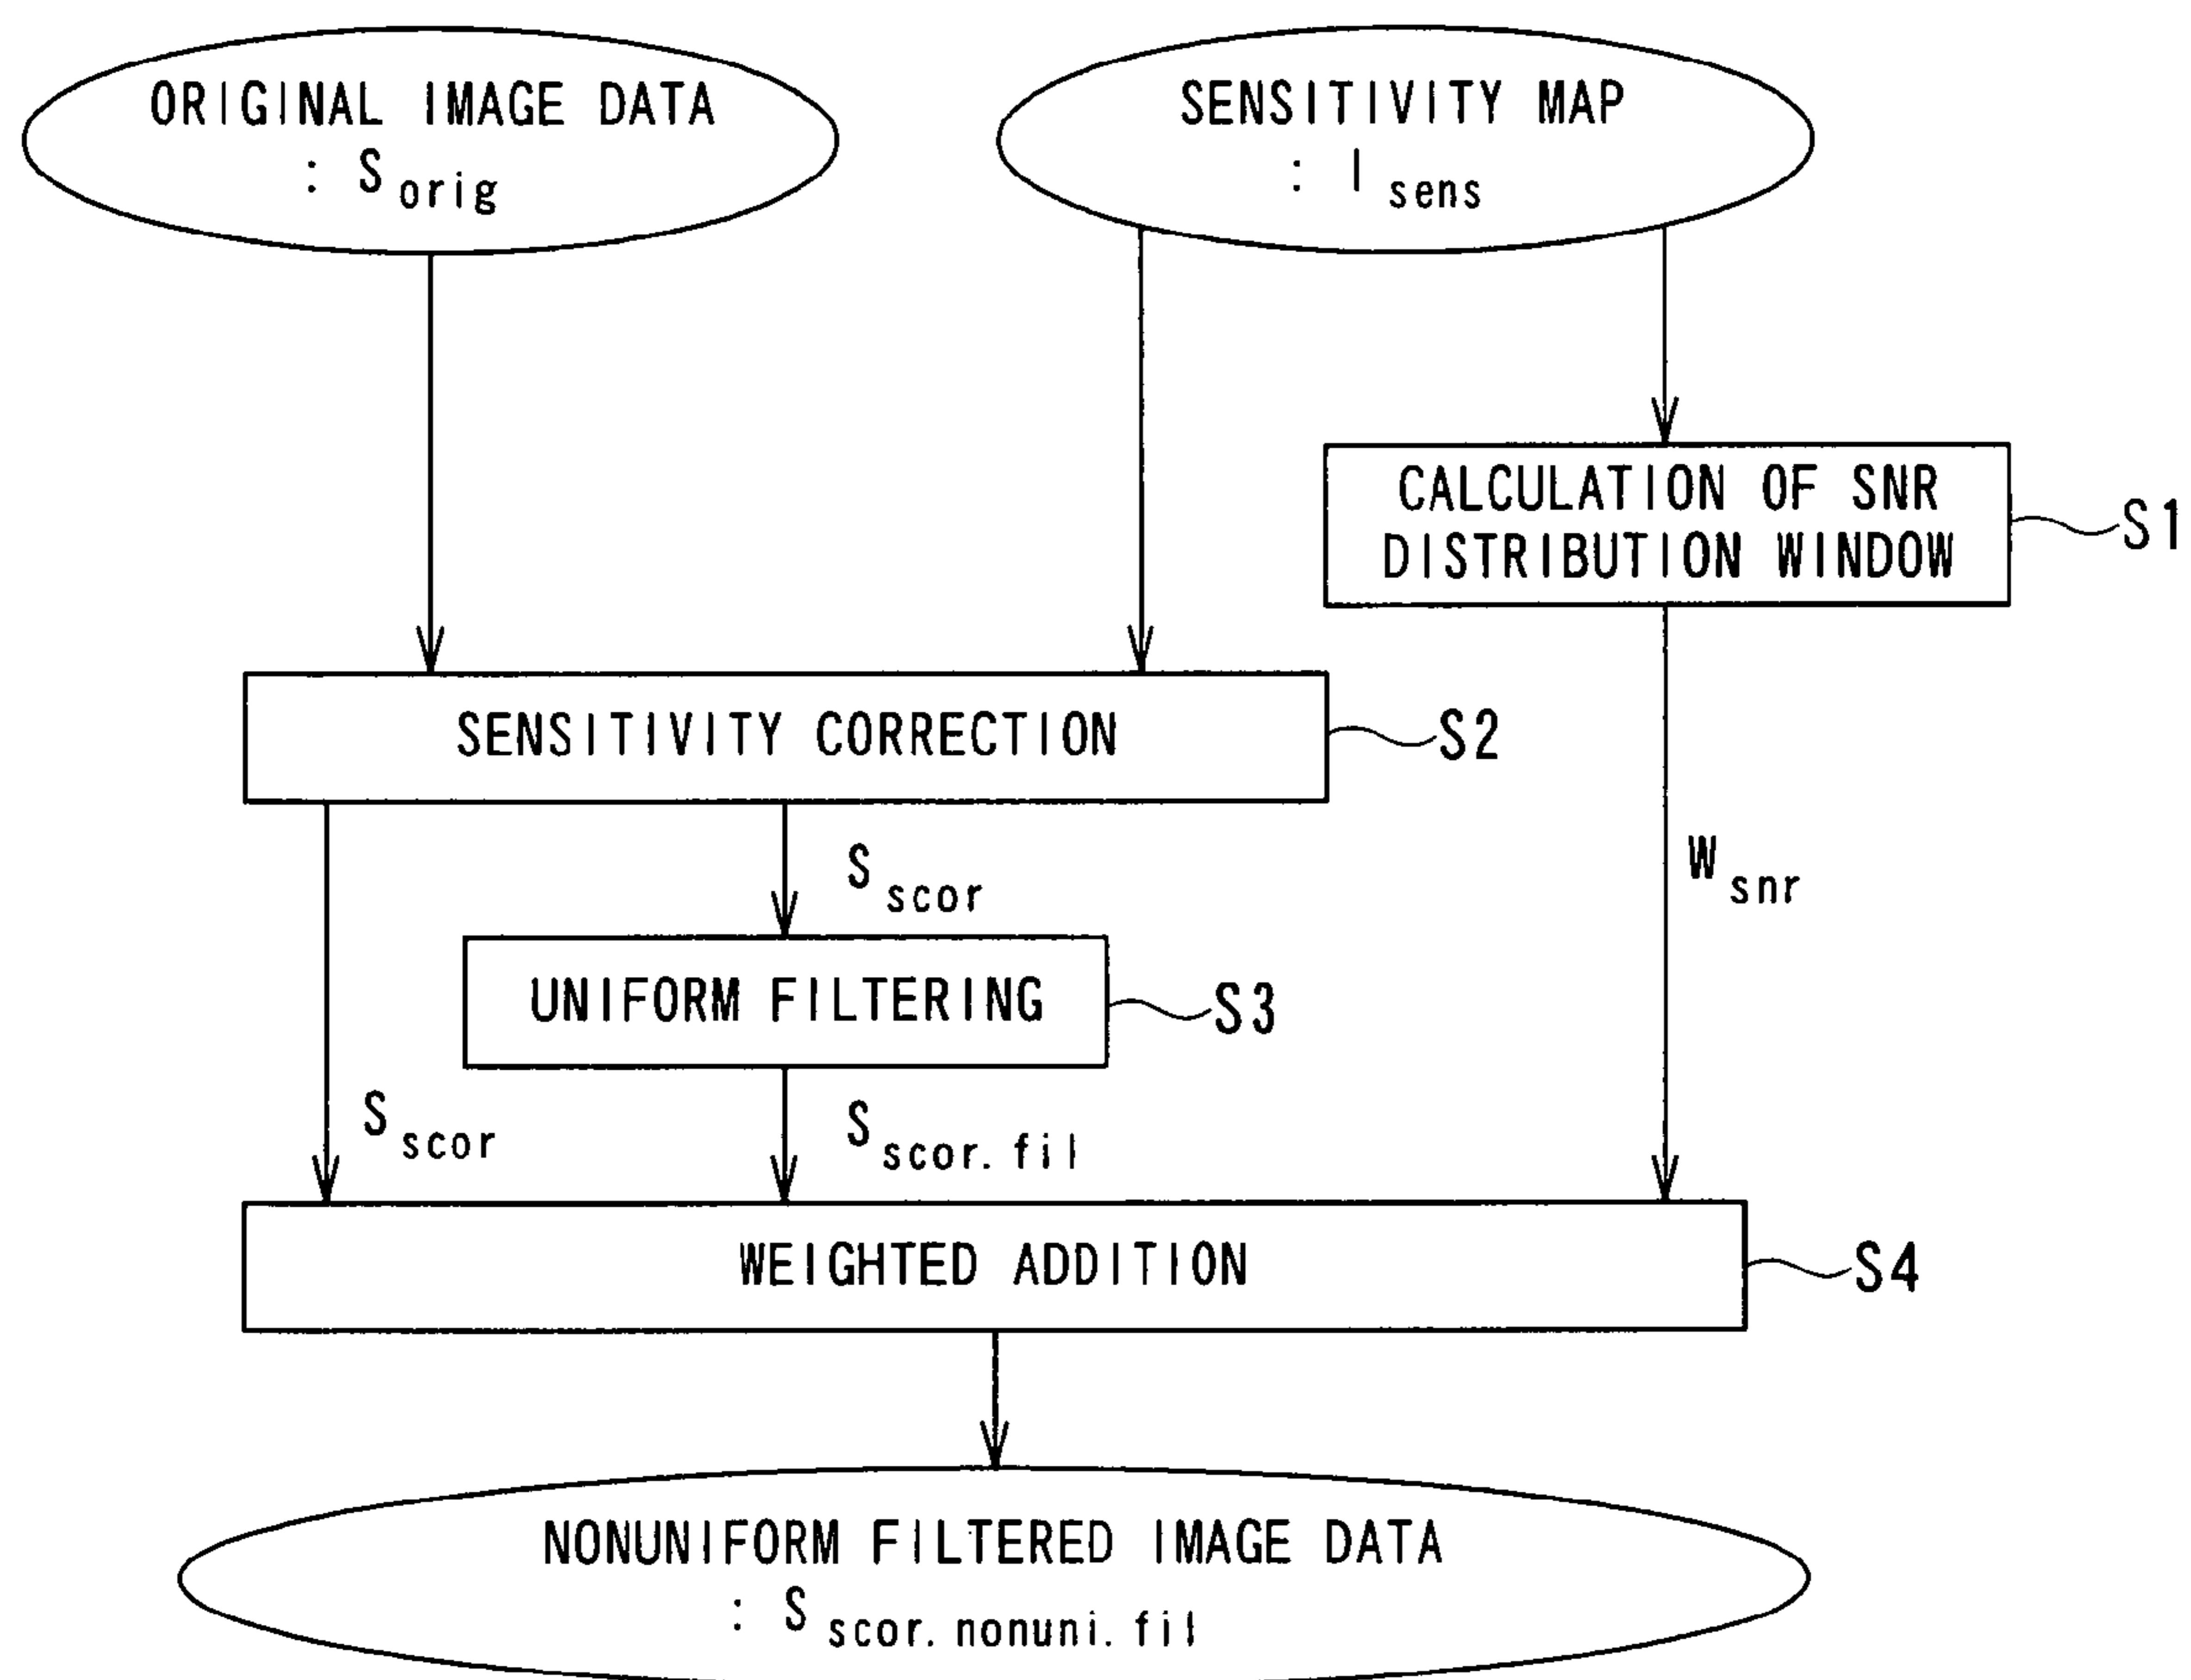 ORIGINAL IMAGE DATA
: S orig
SENSITIVITY MAP
: I sens
CALCULATION OF SNR
DISTRIBUTION WINDOW
S1
SENSITIVITY CORRECTION
S2
S scor
W snr
UNIFORM FILTERING
S3
S scor
S scor. fil
WEIGHTED ADDITION
S4
NONUNIFORM FILTERED IMAGE DATA
: S scor. nonuni. fil